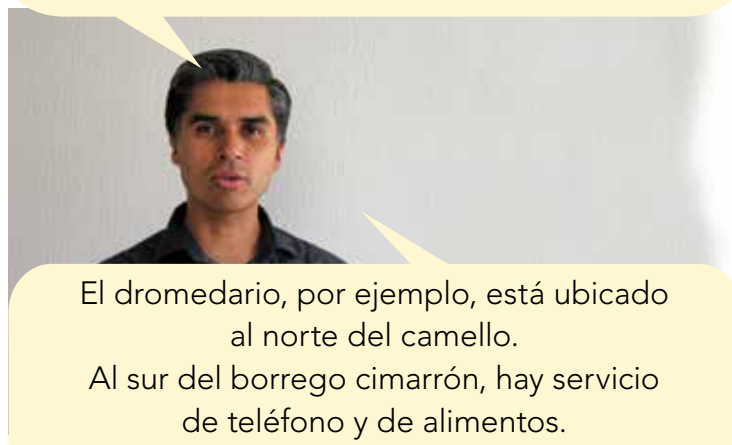 El dromedario, por ejemplo, está ubicado
al norte del camello.
Al sur del borrego cimarrón, hay servicio
de teléfono y de alimentos.